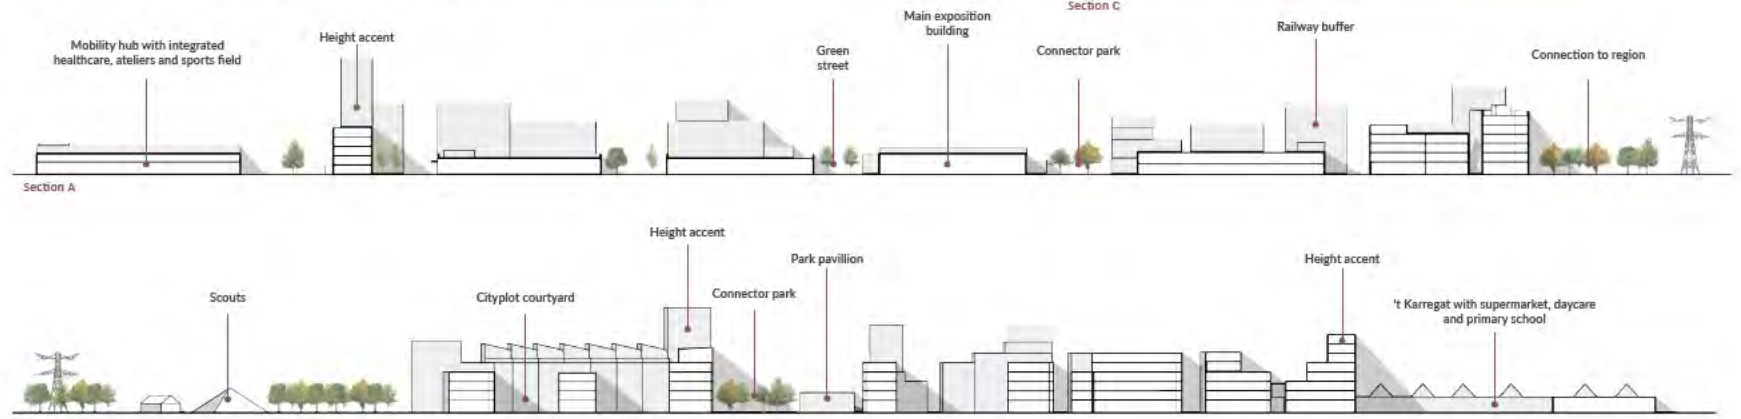 Section C
Mobility hub with integrated
healthcare, ateliers and sports field
Height accent
Green
street
Main exposition
building
Connector park
Railway buffer
Connection to region
Section A
Scouts
Cityplot courtyard
Height accent
Connector park
Park pavillion
Height accent
't Karregat with supermarket, daycare
and primary school